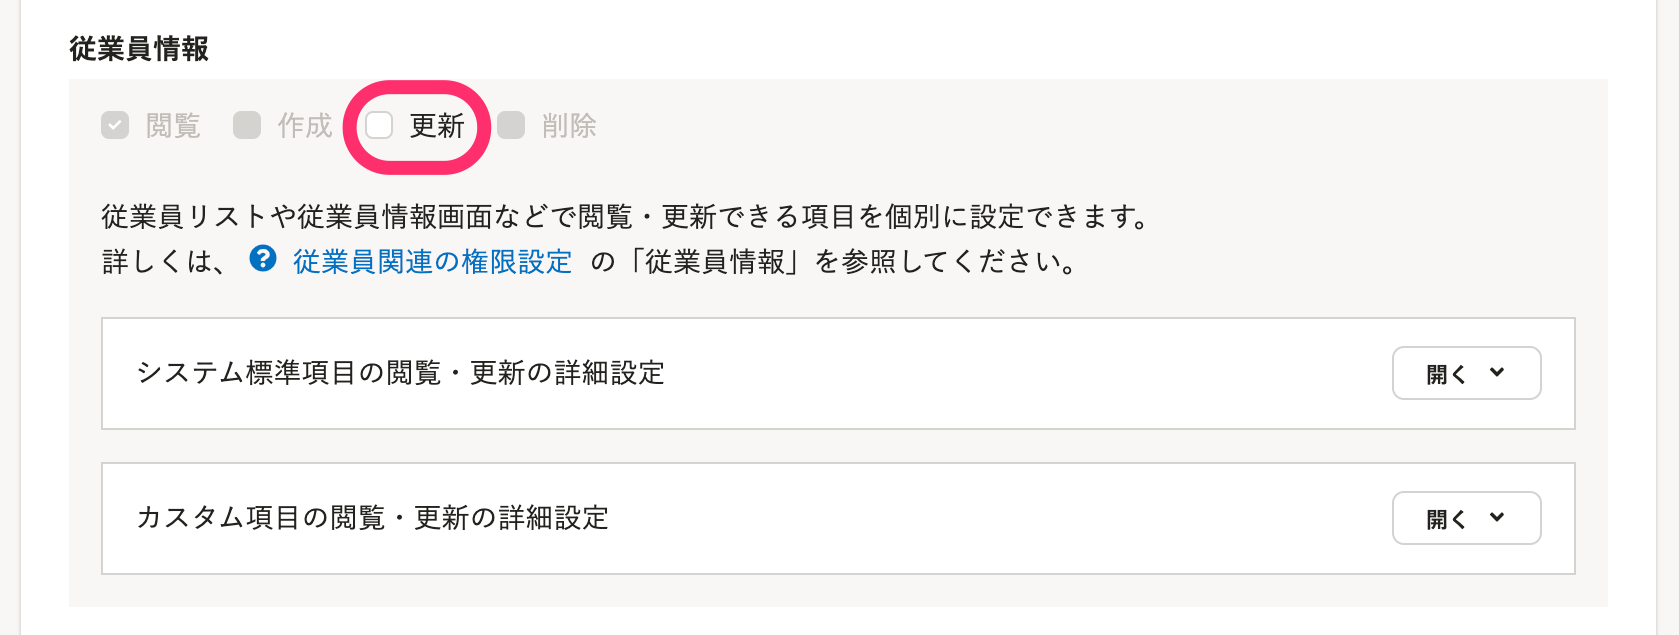 従業員情報
閲覧 作成 更新 削除
従業員リストや従業員情報画面などで閲覧・更新できる項目を個別に設定できます。
詳しくは、 ? 従業員関連の権限設定 の「従業員情報」を参照してください。
システム標準項目の閲覧・更新の詳細設定 開く
カスタム項目の閲覧・更新の詳細設定 開く